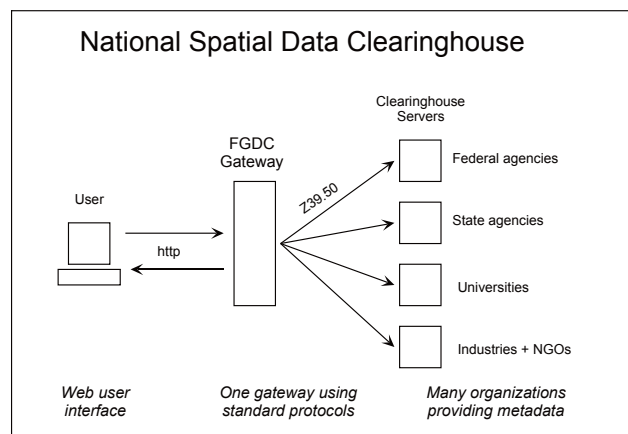 National Spatial Data Clearinghouse
Clearinghouse
Servers
FGDC
Gateway
Federal agencies
Z39.50
User
State agencies
http
Universities
Industries + NGOs
Web user
interface
One gateway using
standard protocols
Many organizations
providing metadata